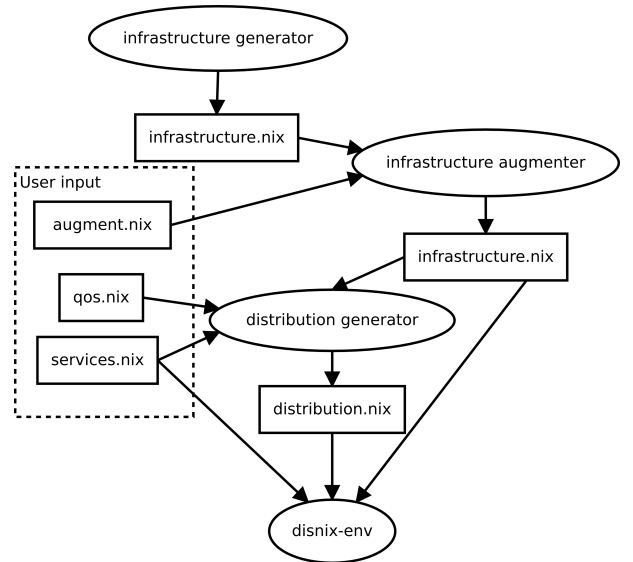 infrastructure generator
infrastructure.nix
infrastructure augmenter
User input
augment.nix
infrastructure.nix
qos.nix
distribution generator
services.nix
distribution.nix
disnix-env